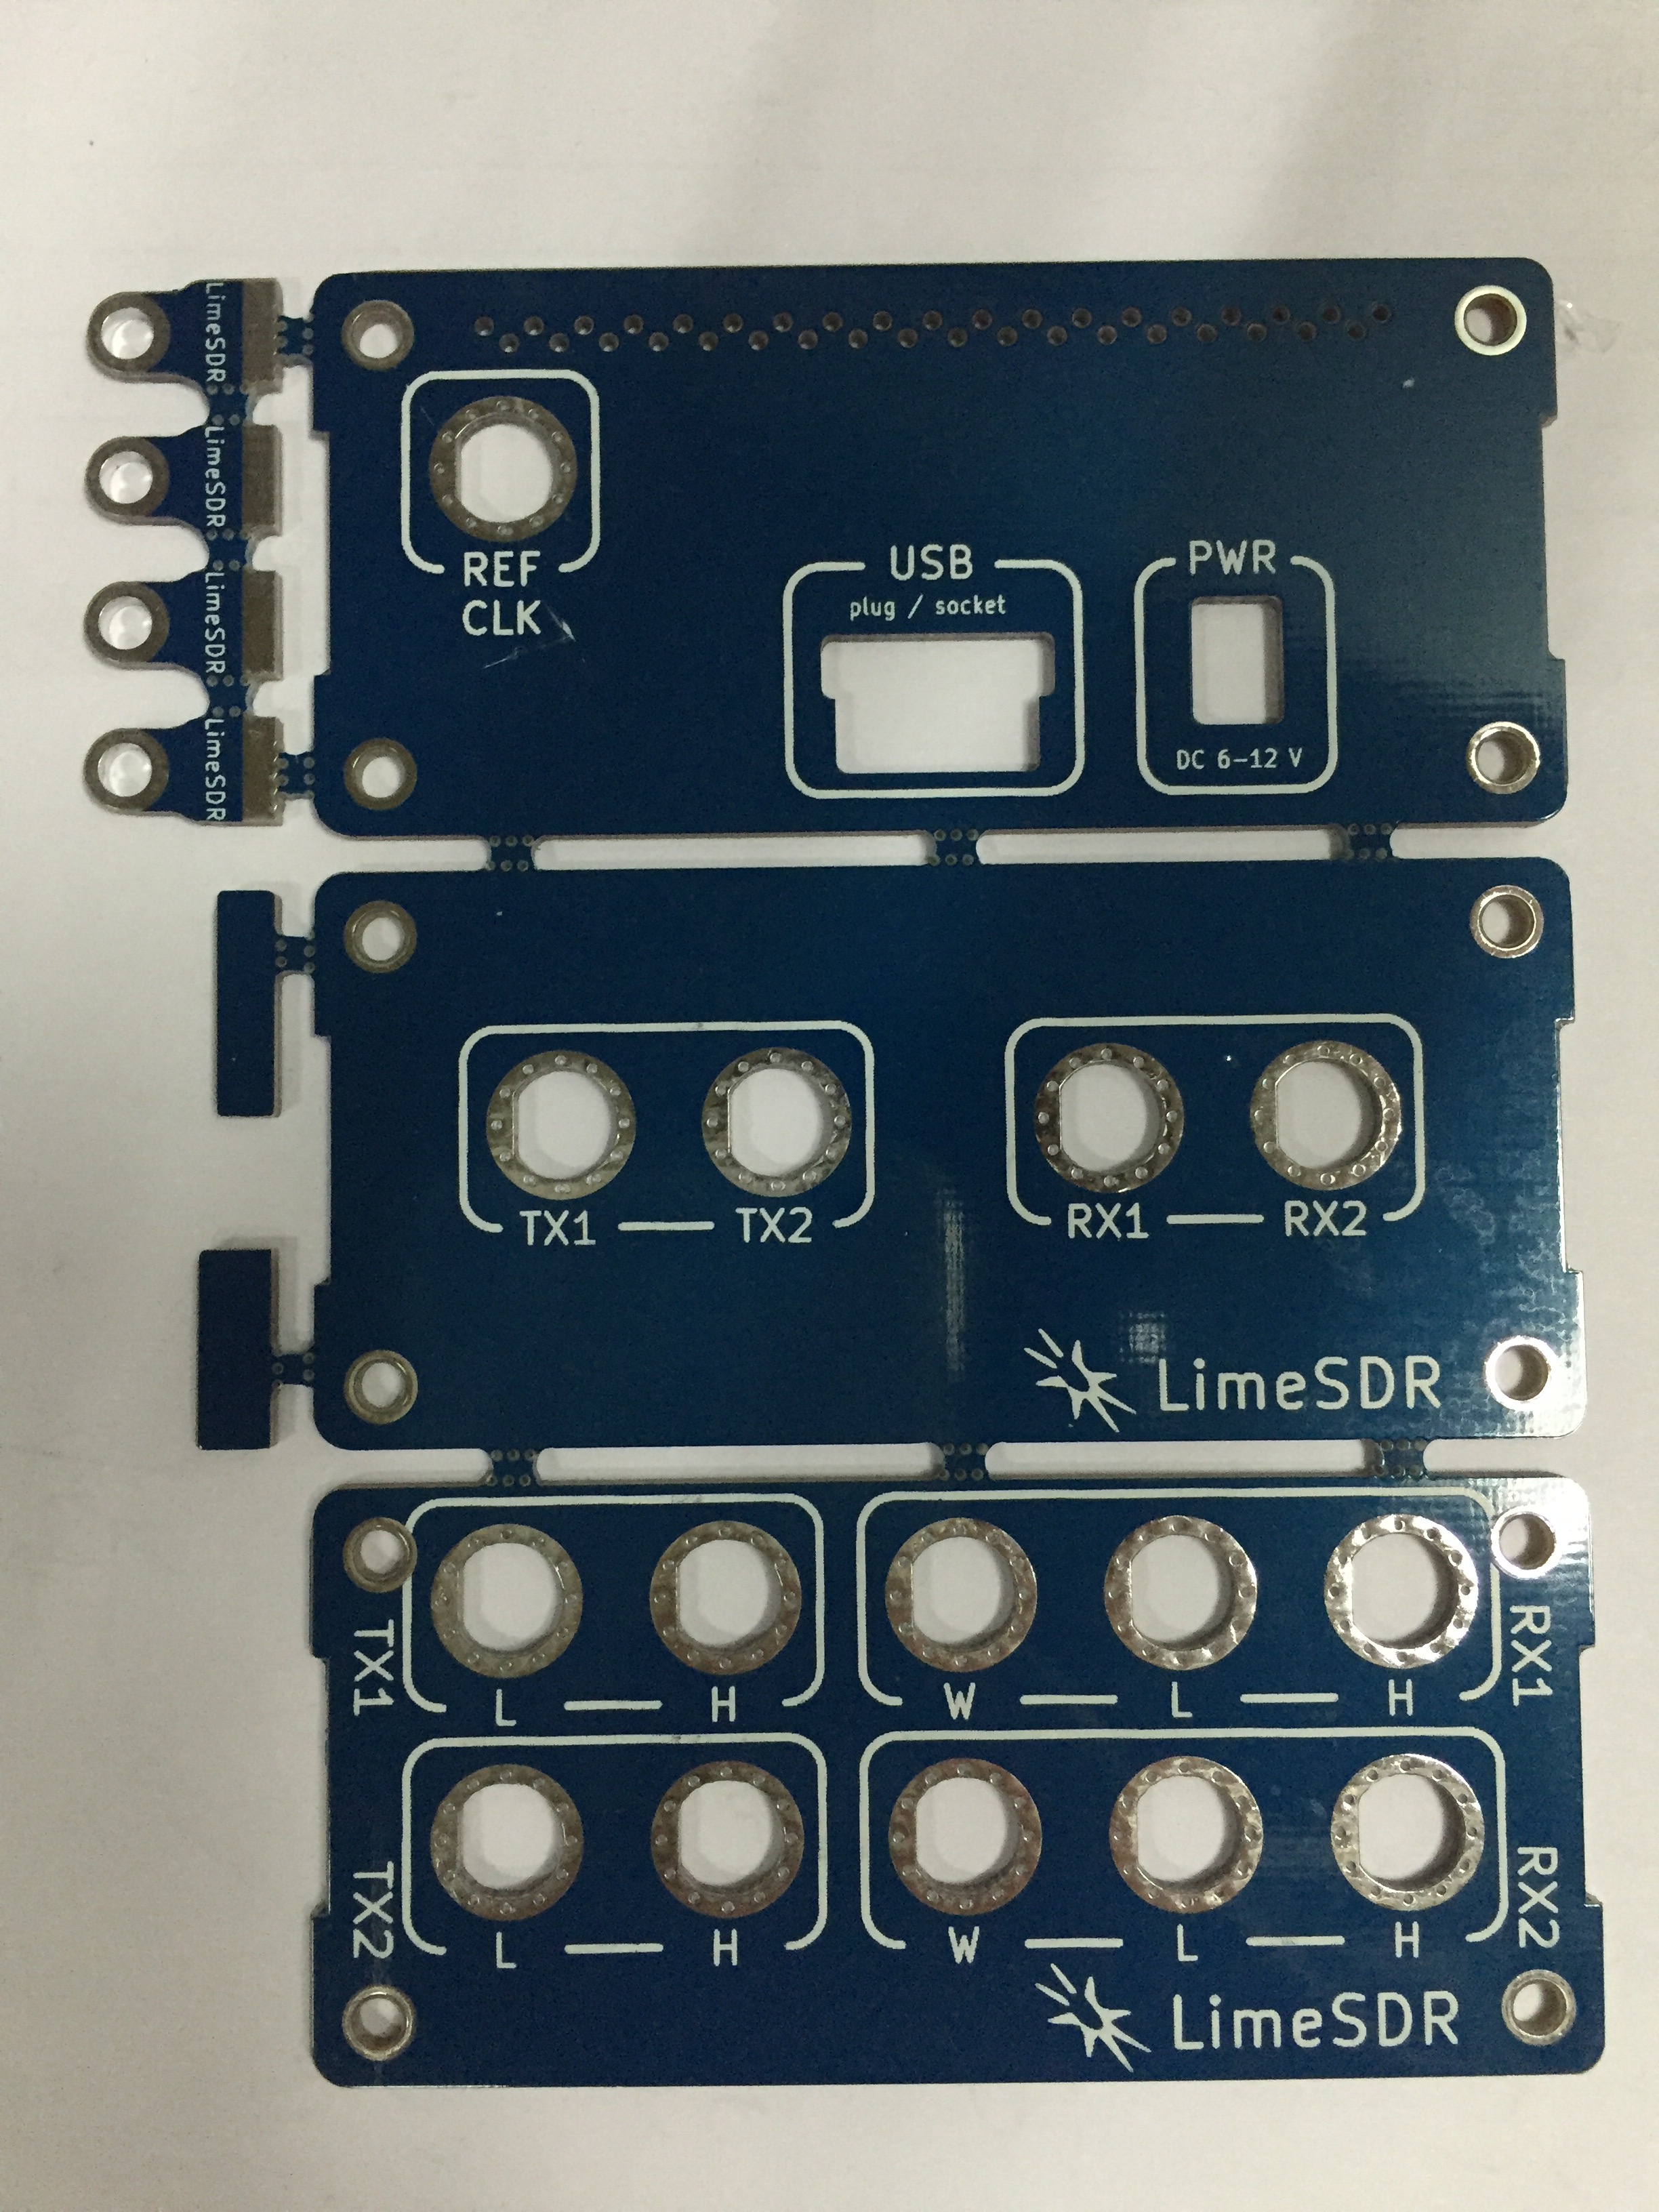 LimeSDR
LimeSDR
LimeSDR
LimeSDR
REF
CLK
USB
plug / socket
PWR
DC 6-12 V
TX1 TX2
RX1 RX2
LimeSDR
TX1
L H
W L H
RX1
TX2
L H
W L H
RX2
LimeSDR